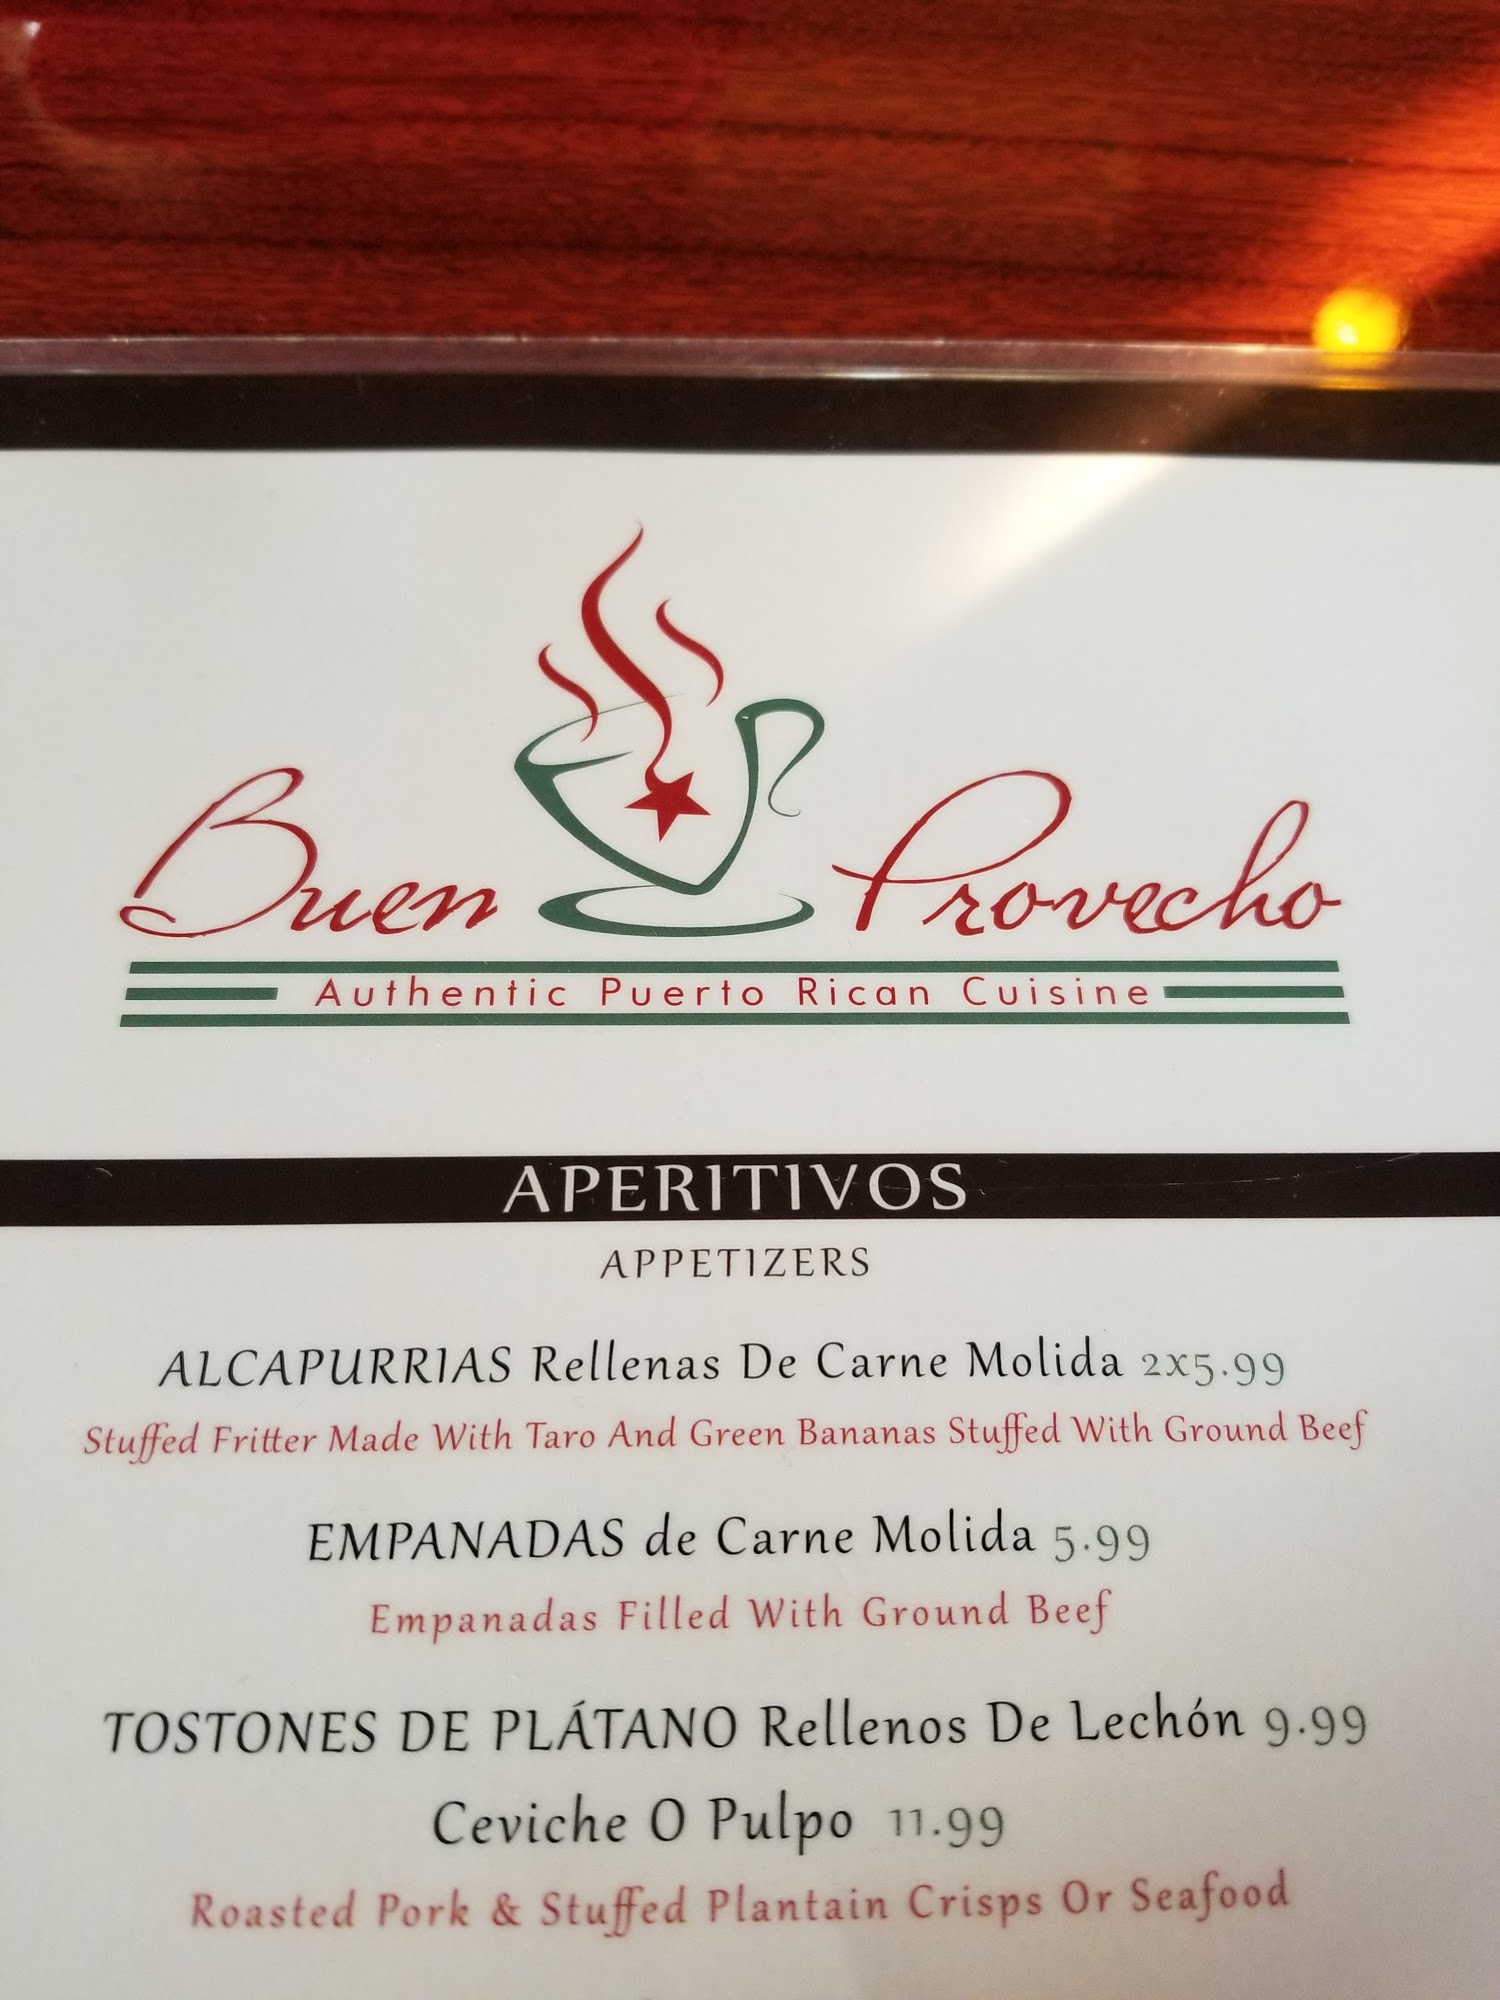 Buen Provecho
Authentic Puerto Rican Cuisine
APERITIVOS
APPETIZERS
ALCAPURRIAS Rellenas De Carne Molida 2x5.99
Stuffed Fritter Made With Taro And Green Bananas Stuffed With Ground Beef
EMPANADAS de Carne Molida 5.99
Empanadas Filled With Ground Beef
TOSTONES DE PLÁTANO Rellenos De Lechón 9.99
Ceviche O Pulpo 11.99
Roasted Pork & Stuffed Plantain Crisps Or Seafood